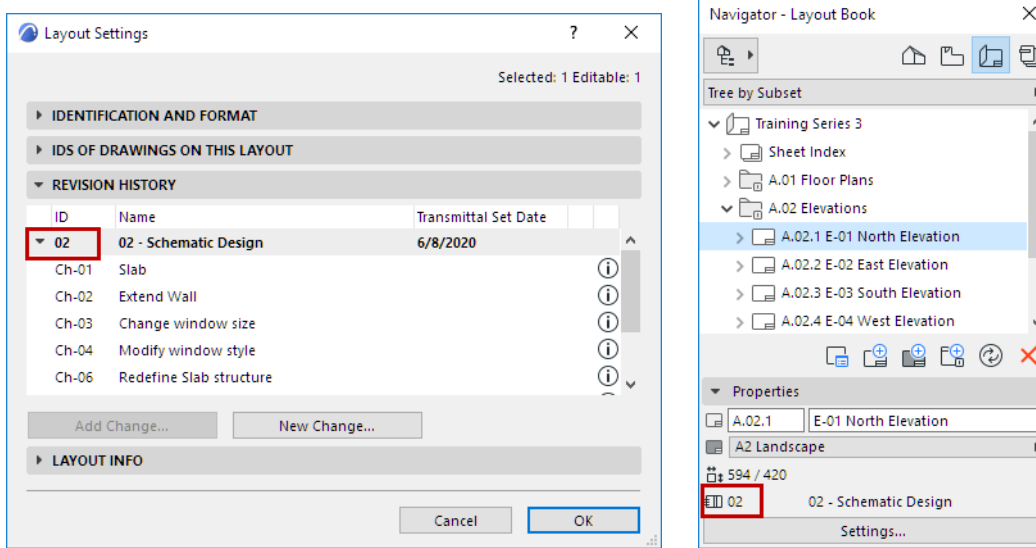 Layout Settings ? ×
Selected: 1 Editable: 1
IDENTIFICATION AND FORMAT
IDS OF DRAWINGS ON THIS LAYOUT
REVISION HISTORY
ID Name Transmittal Set Date
02 02 - Schematic Design 6/8/2020
Ch-01 Slab
Ch-02 Extend Wall
Ch-03 Change window size
Ch-04 Modify window style
Ch-06 Redefine Slab structure
Add Change... New Change...
LAYOUT INFO
Cancel OK
Navigator - Layout Book
Tree by Subset
Training Series 3
Sheet Index
A.01 Floor Plans
A.02 Elevations
A.02.1 E-01 North Elevation
A.02.2 E-02 East Elevation
A.02.3 E-03 South Elevation
A.02.4 E-04 West Elevation
Properties
A.02.1 E-01 North Elevation
A2 Landscape
594 / 420
02 02 - Schematic Design
Settings...